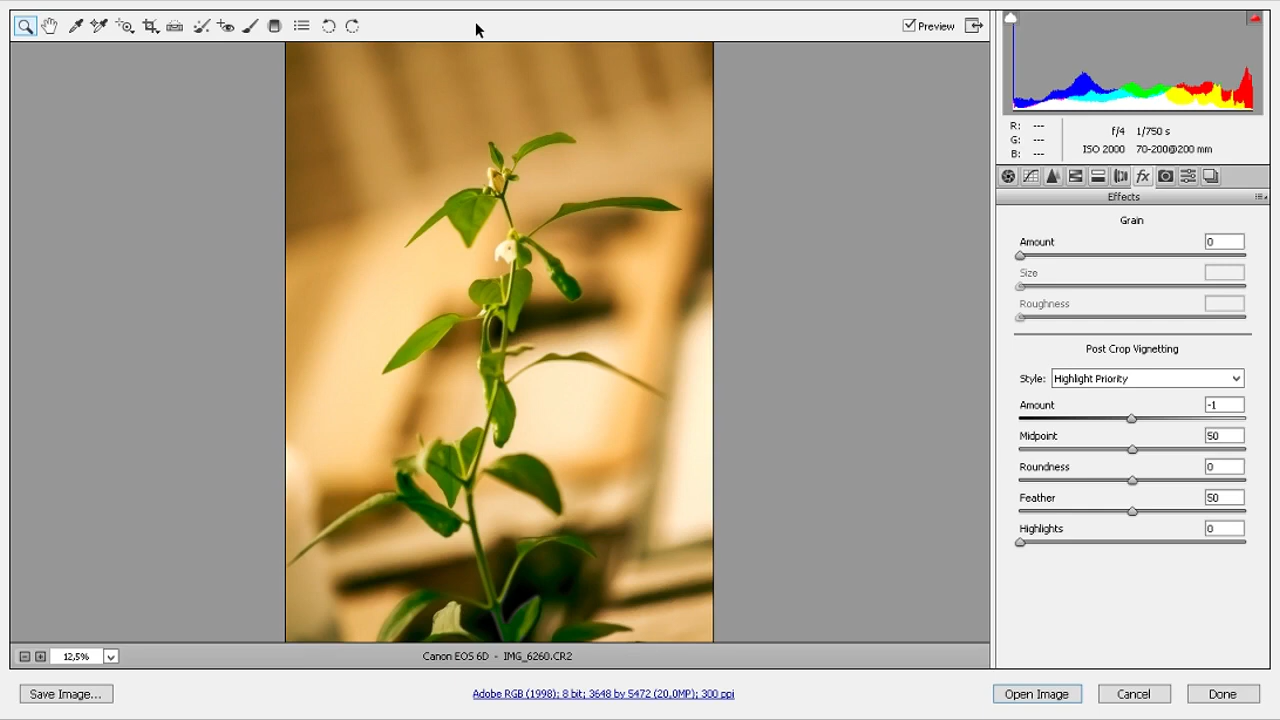 Preview
R: ---
G: ---
B: ---
f/4 1/750 s
ISO 2000 70-200@200 mm
fx
Effects
Grain
Amount 0
Size
Roughness
Post Crop Vignetting
Style: Highlight Priority
Amount -1
Midpoint 50
Roundness 0
Feather 50
Highlights 0
12,5%
Canon EOS 6D - IMG_6260.CR2
Save Image...
Adobe RGB (1998); 8 bit; 3648 by 5472 (20,0MP); 300 ppi
Open Image
Cancel
Done